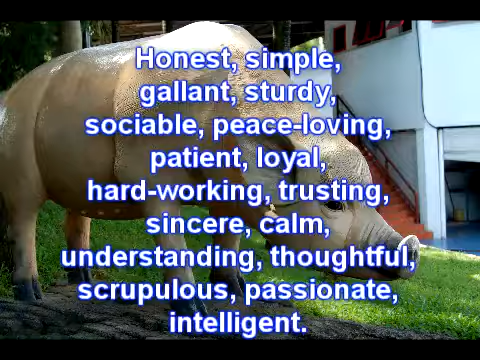 Honest, simple,
gallant, sturdy,
sociable, peace-loving,
patient, loyal,
hard-working, trusting,
sincere, calm,
understanding, thoughtful,
scrupulous, passionate,
intelligent.